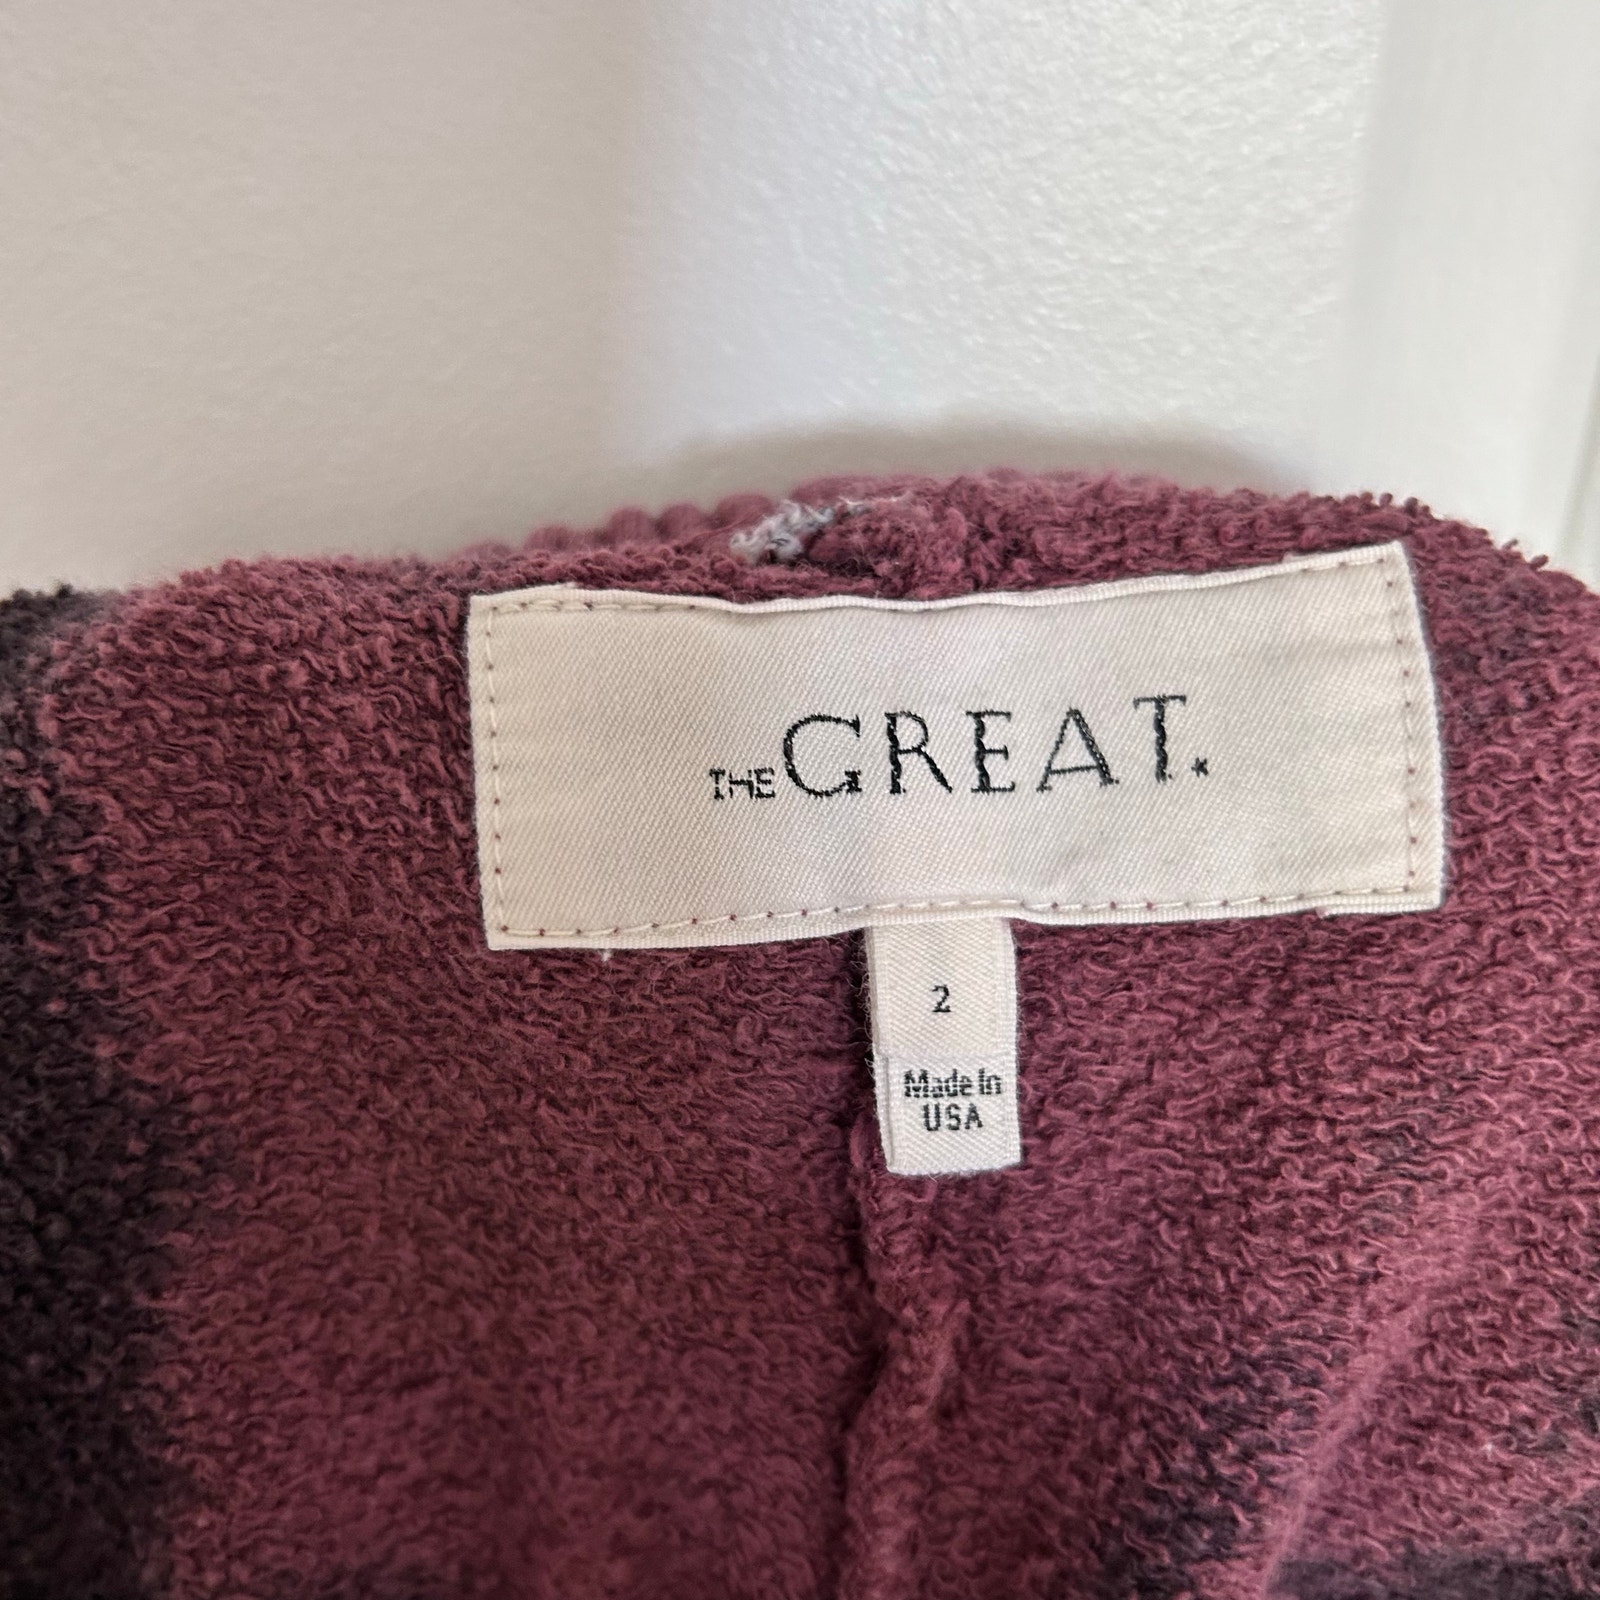 THE GREAT.
2
Made In
USA